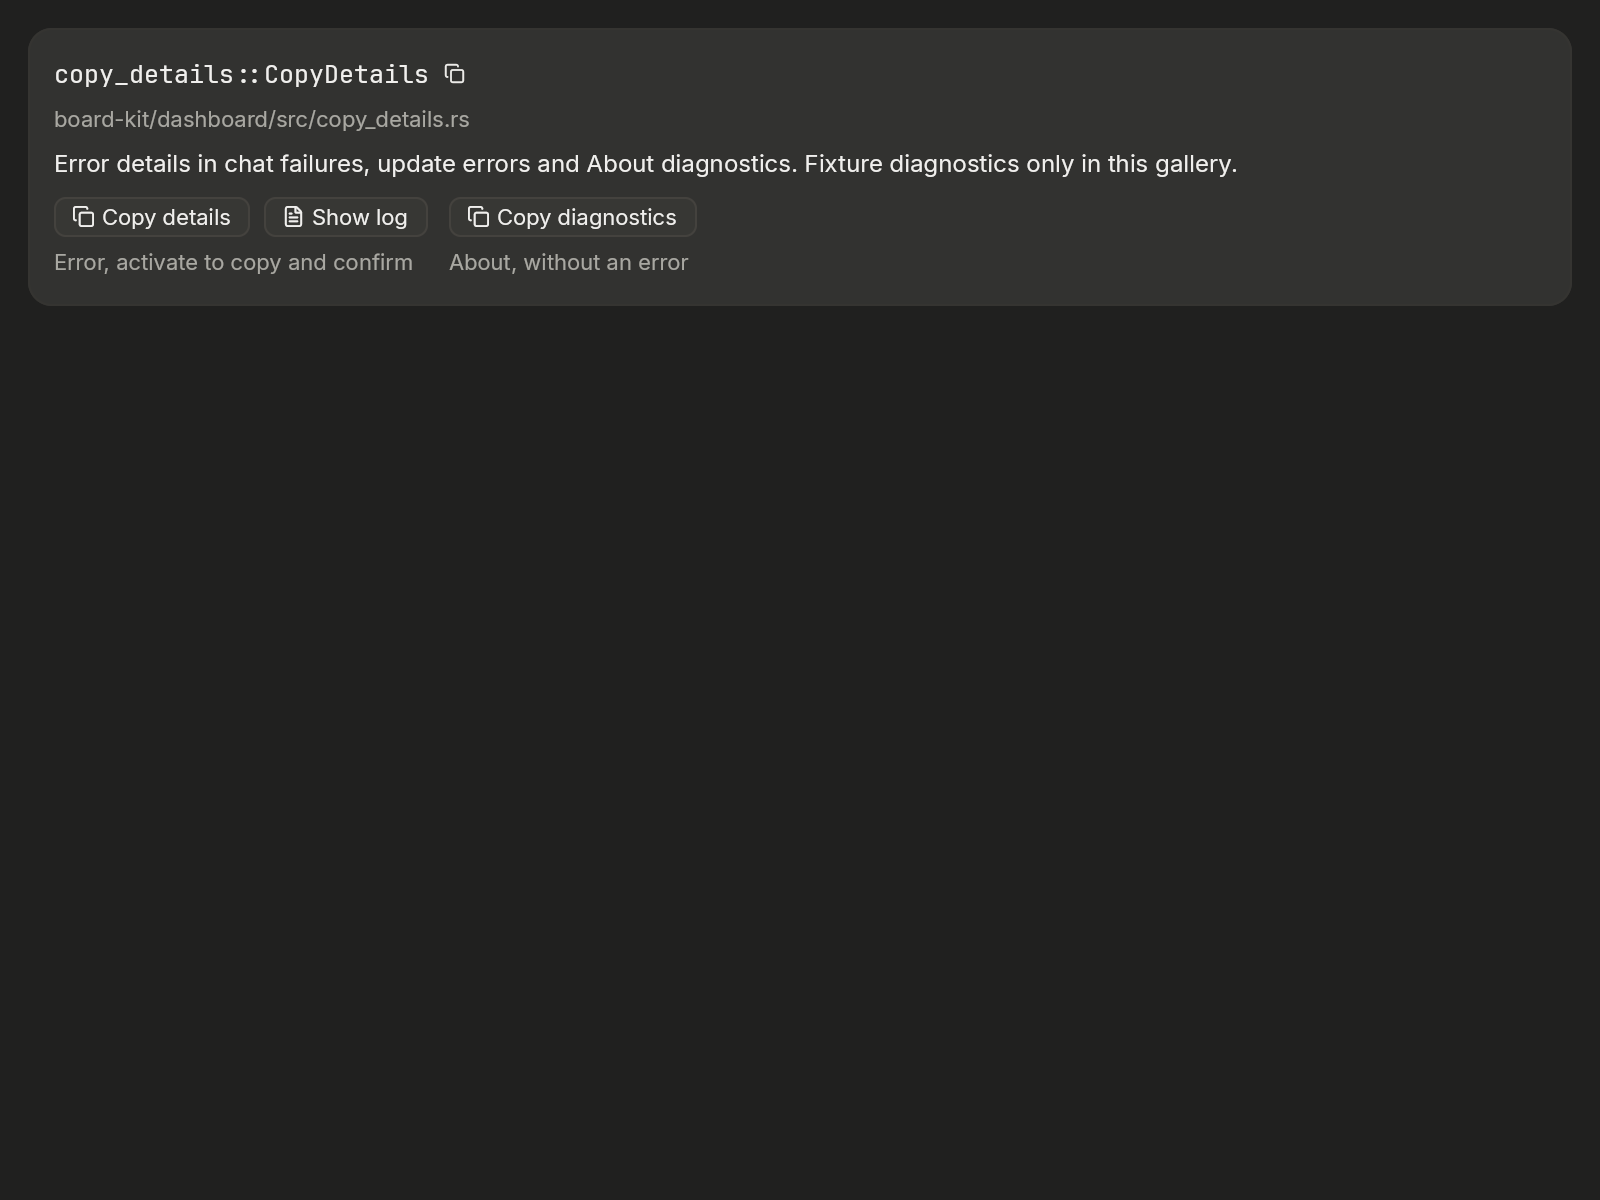 copy_details::CopyDetails
board-kit/dashboard/src/copy_details.rs
Error details in chat failures, update errors and About diagnostics. Fixture diagnostics only in this gallery.
Copy details Show log Copy diagnostics
Error, activate to copy and confirm About, without an error